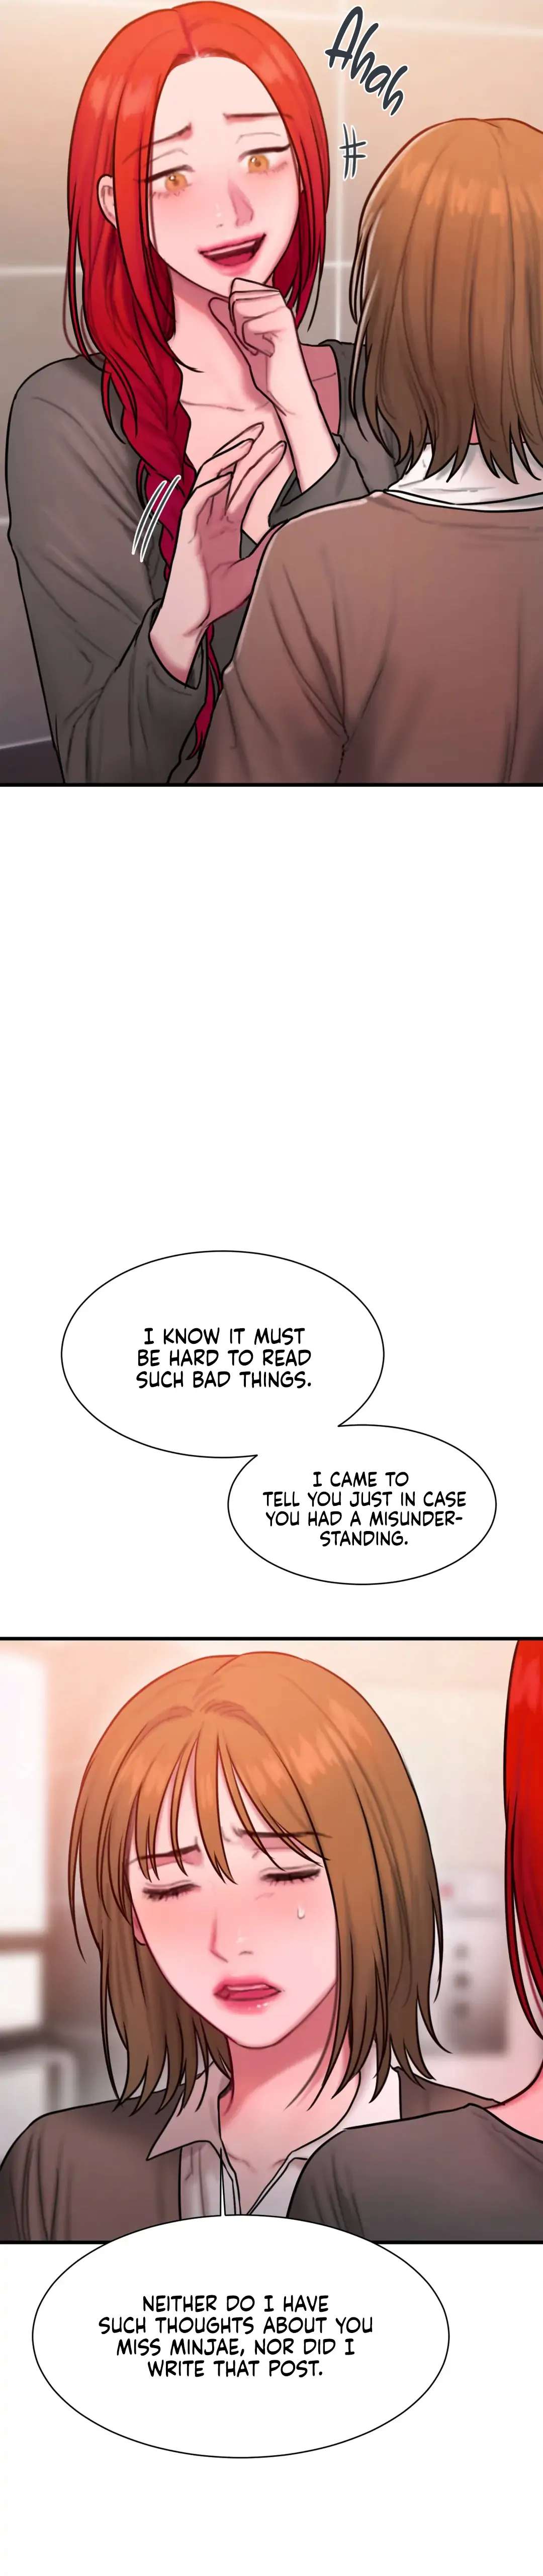 Ahah
I KNOW IT MUST
BE HARD TO READ
SUCH BAD THINGS.
I CAME TO
TELL YOU JUST IN CASE
YOU HAD A MISUNDER-
STANDING.
NEITHER DO I HAVE
SUCH THOUGHTS ABOUT YOU
MISS MINJAE, NOR DID I
WRITE THAT POST.